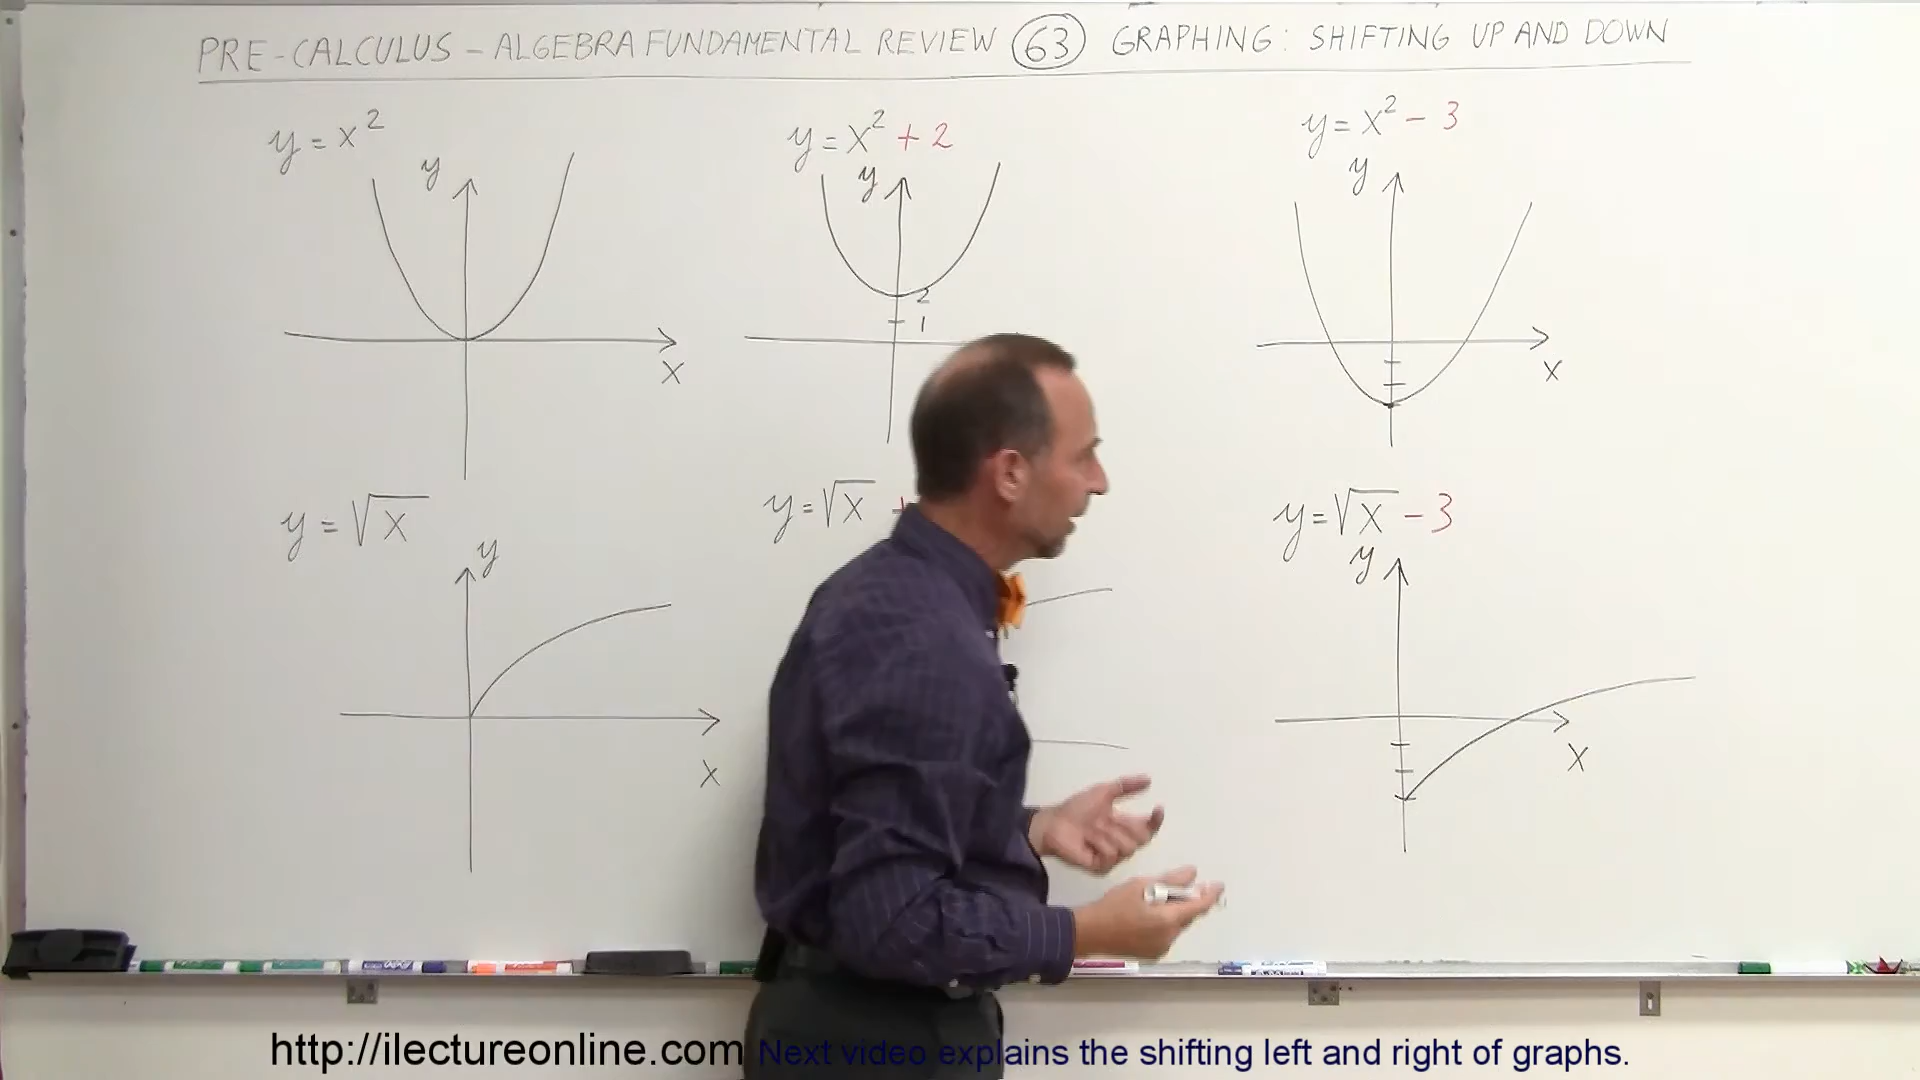 PRE-CALCULUS – ALGEBRA FUNDAMENTAL REVIEW 63 GRAPHING: SHIFTING UP AND DOWN
y = x²
y
x
y = x² + 2
y
2
1
y = x² - 3
y
x
y = √x
y
x
y = √x +
y = √x - 3
y
x
http://ilectureonline.com Next video explains the shifting left and right of graphs.